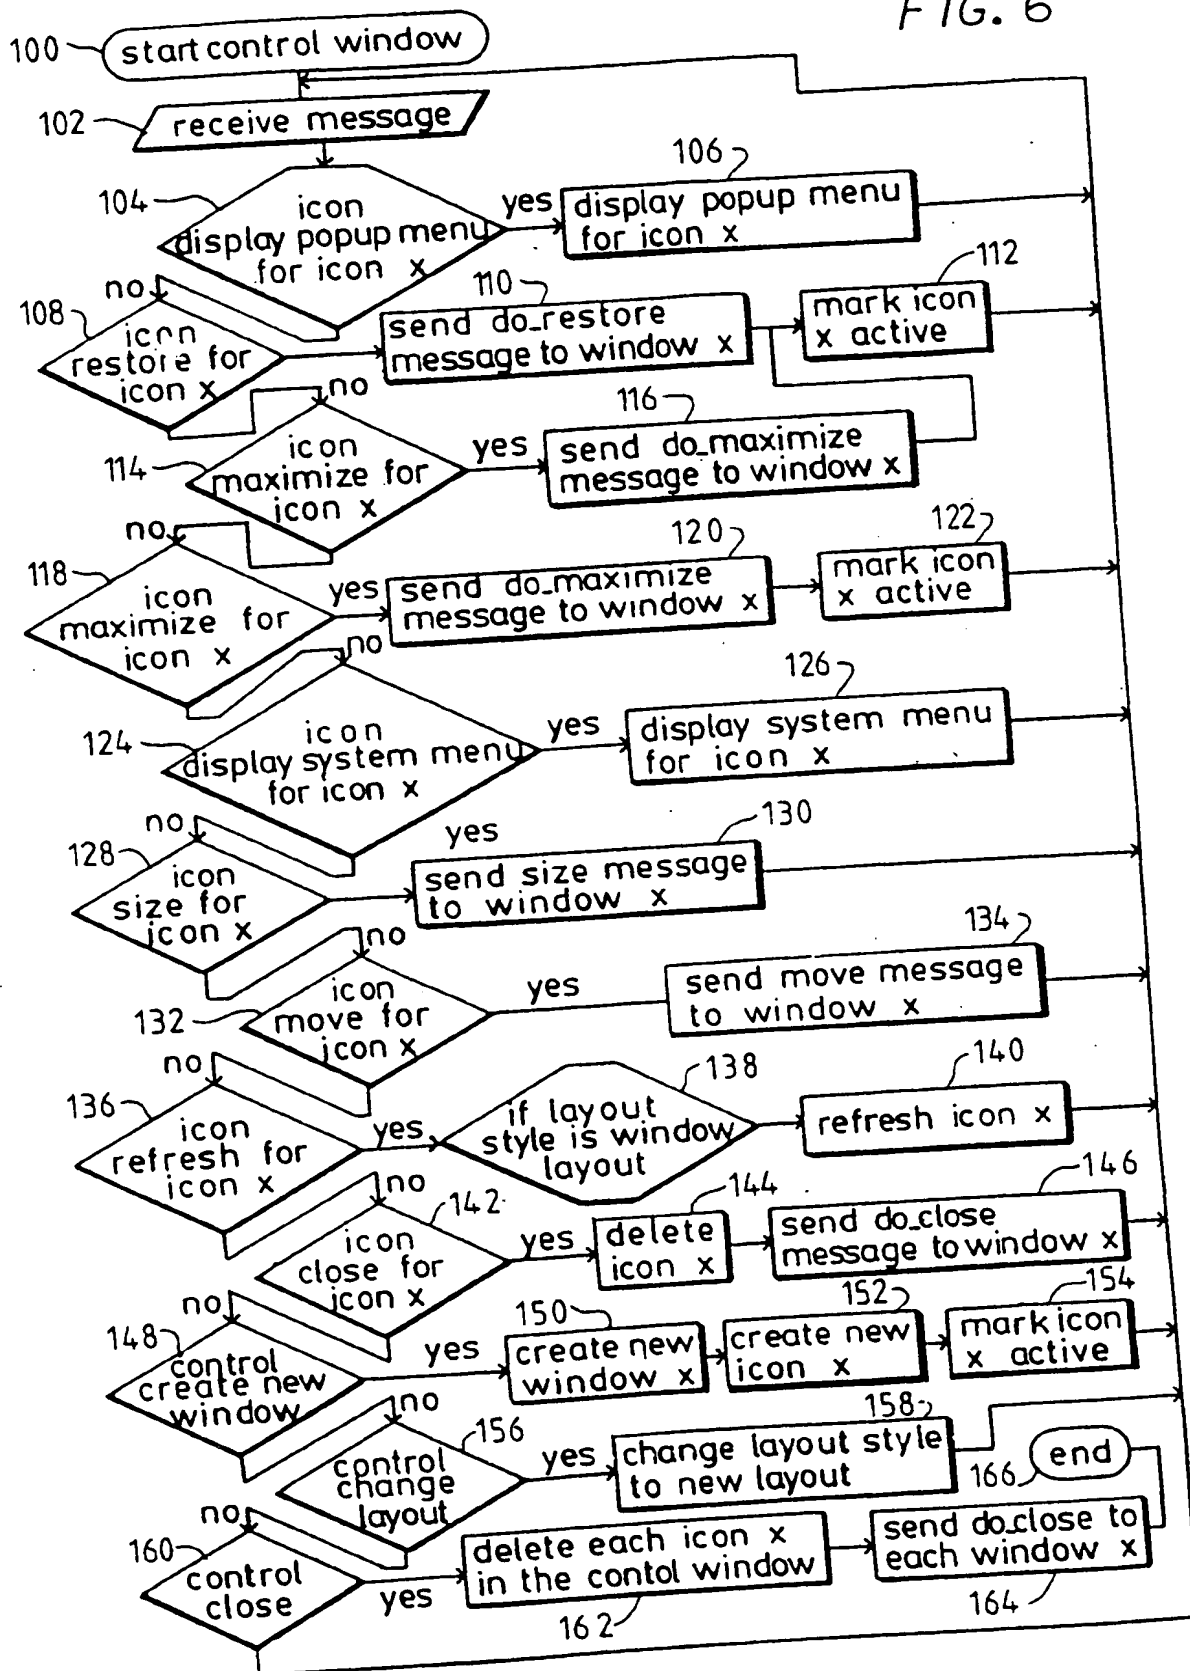 FIG. 6
100
start control window
102
receive message
104
icon
display popup menu
for icon x
yes
106
display popup menu
for icon x
no
108
icon
restore for
icon x
110
send do_restore
message to window x
112
mark icon
x active
no
114
icon
maximize for
icon x
yes
116
send do_maximize
message to window x
no
118
icon
maximize for
icon x
yes
120
send do_maximize
message to window x
122
mark icon
x active
no
124
icon
display system menu
for icon x
yes
126
display system menu
for icon x
no
128
icon
size for
icon x
yes
130
send size message
to window x
no
132
icon
move for
icon x
yes
134
send move message
to window x
no
136
icon
refresh for
icon x
yes
138
if layout
style is window
layout
140
refresh icon x
no
142
icon
close for
icon x
yes
144
delete
icon x
146
send do_close
message to window x
no
148
control
create new
window
yes
150
create new
window x
152
create new
icon x
154
mark icon
x active
no
156
control
change
layout
yes
158
change layout style
to new layout
166
end
no
160
control
close
yes
delete each icon x
in the contol window
162
send do_close to
each window x
164